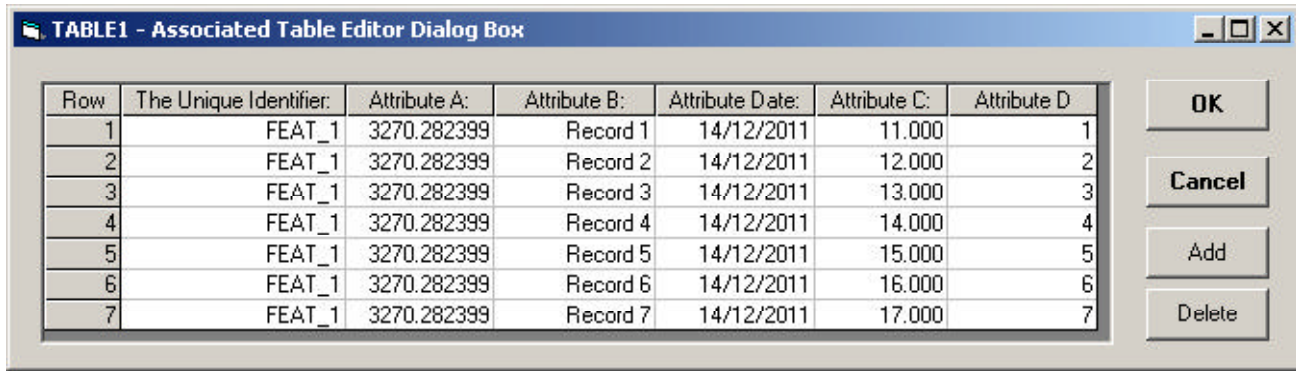 TABLE1 - Associated Table Editor Dialog Box
Row The Unique Identifier: Attribute A: Attribute B: Attribute Date: Attribute C: Attribute D
1 FEAT_1 3270.282399 Record 1 14/12/2011 11.000 1
2 FEAT_1 3270.282399 Record 2 14/12/2011 12.000 2
3 FEAT_1 3270.282399 Record 3 14/12/2011 13.000 3
4 FEAT_1 3270.282399 Record 4 14/12/2011 14.000 4
5 FEAT_1 3270.282399 Record 5 14/12/2011 15.000 5
6 FEAT_1 3270.282399 Record 6 14/12/2011 16.000 6
7 FEAT_1 3270.282399 Record 7 14/12/2011 17.000 7
OK
Cancel
Add
Delete